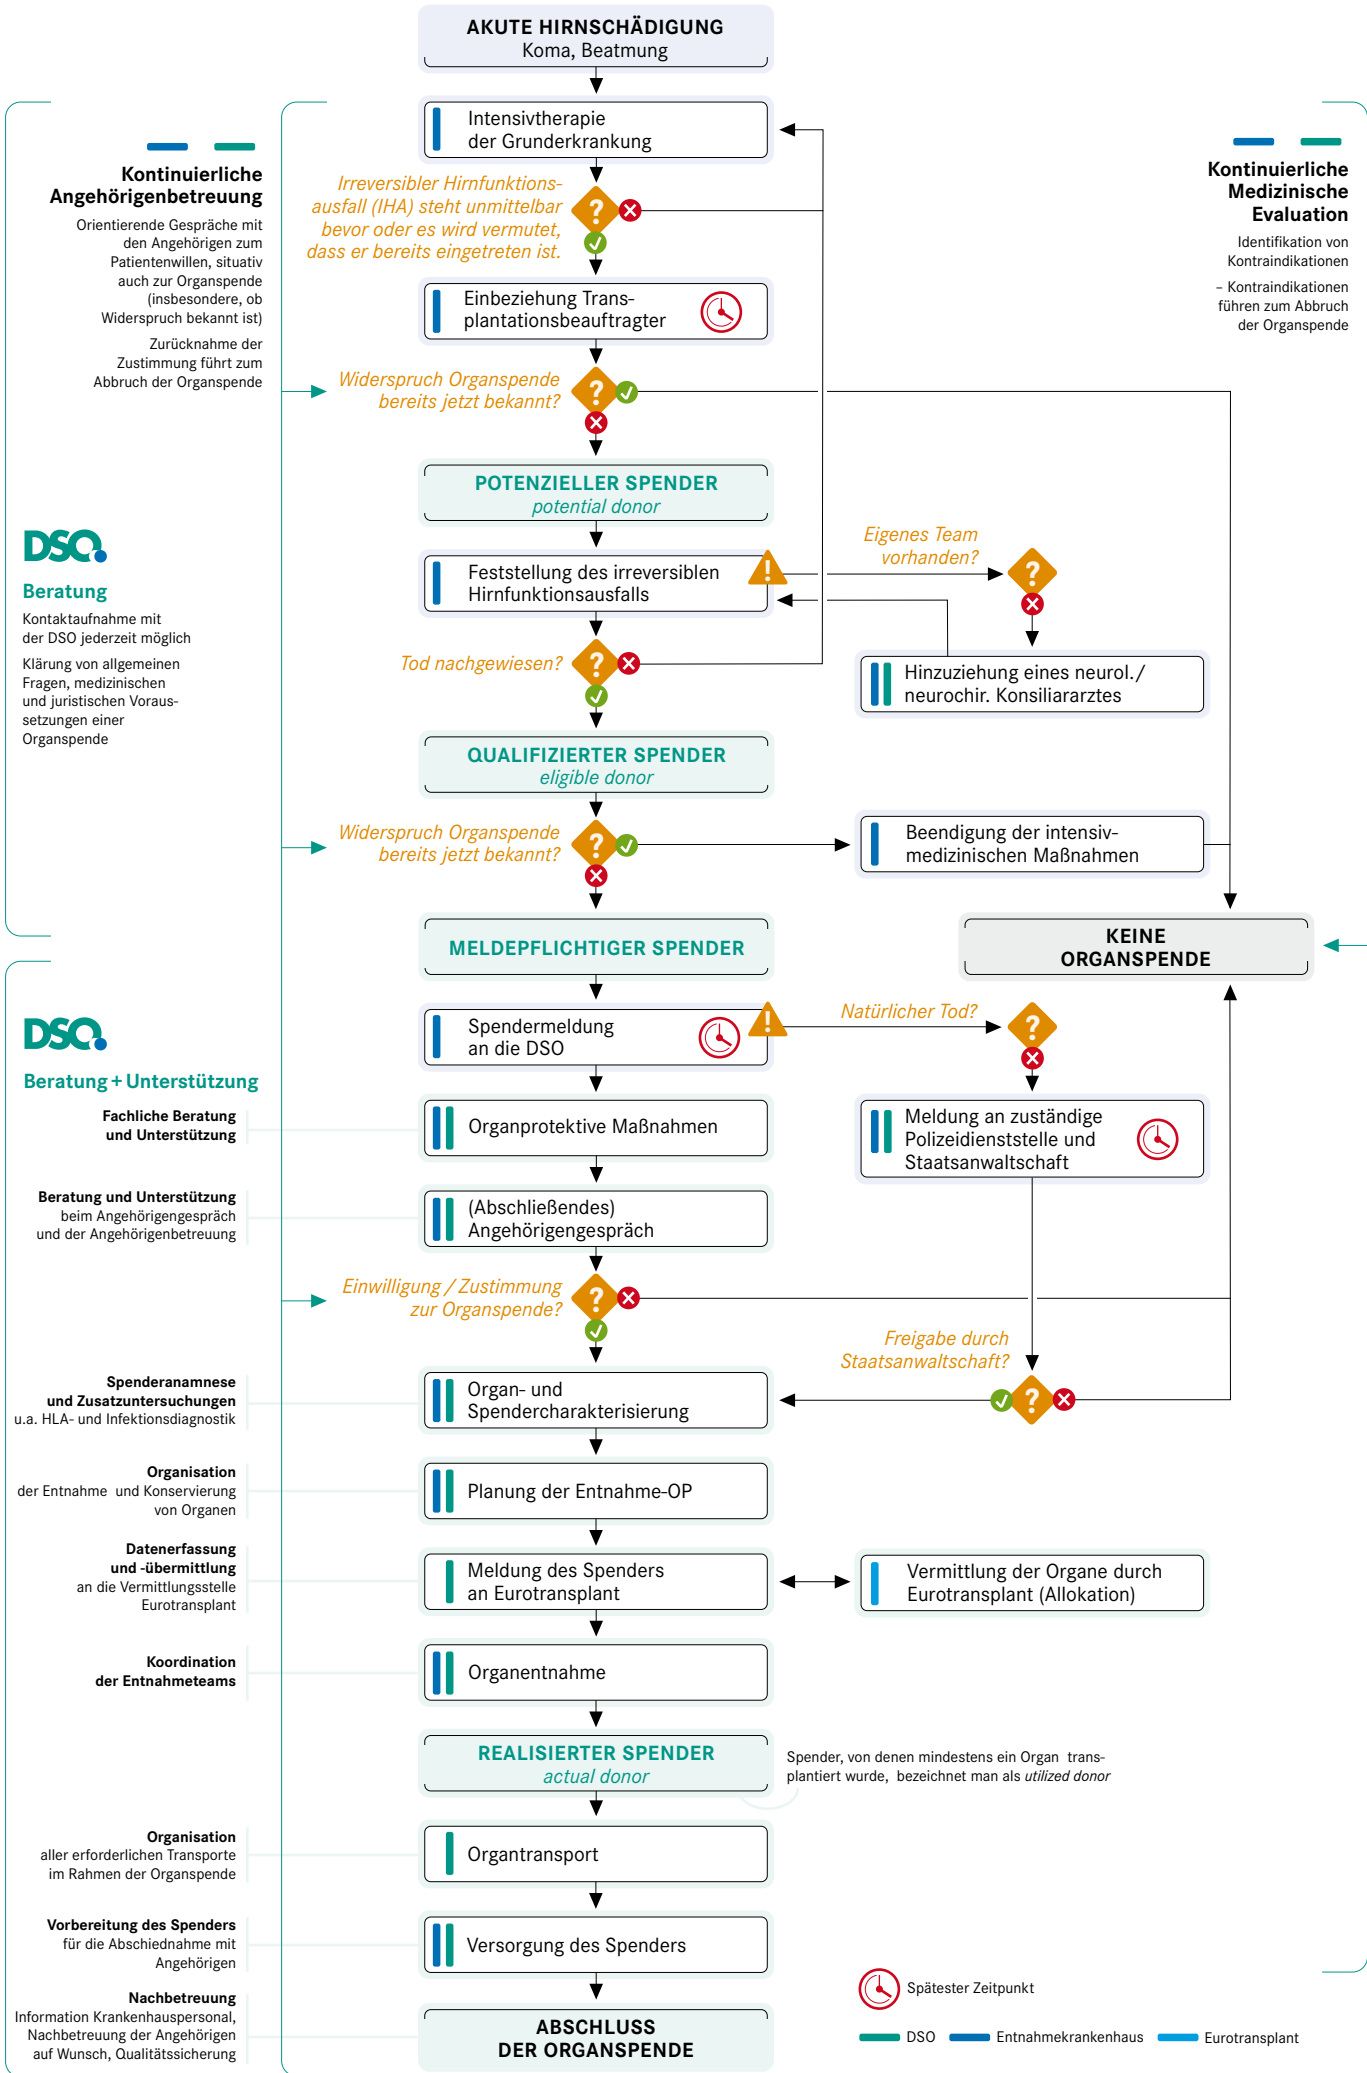 AKUTE HIRNSCHÄDIGUNG
Koma, Beatmung
Intensivtherapie
der Grunderkrankung
Kontinuierliche
Angehörigenbetreuung
Orientierende Gespräche mit
den Angehörigen zum
Patientenwillen, situativ
auch zur Organspende
(insbesondere, ob
Widerspruch bekannt ist)
Zurücknahme der
Zustimmung führt zum
Abbruch der Organspende
Kontinuierliche
Medizinische
Evaluation
Identifikation von
Kontraindikationen
– Kontraindikationen
führen zum Abbruch
der Organspende
Irreversibler Hirnfunktions-
ausfall (IHA) steht unmittelbar
bevor oder es wird vermutet,
dass er bereits eingetreten ist.
?
Einbeziehung Trans-
plantationsbeauftragter
Widerspruch Organspende
bereits jetzt bekannt?
?
POTENZIELLER SPENDER
potential donor
DSO
Beratung
Kontaktaufnahme mit
der DSO jederzeit möglich
Klärung von allgemeinen
Fragen, medizinischen
und juristischen Voraus-
setzungen einer
Organspende
Feststellung des irreversiblen
Hirnfunktionsausfalls
!
Eigenes Team
vorhanden?
?
Hinzuziehung eines neurol./
neurochir. Konsiliararztes
Tod nachgewiesen?
?
QUALIFIZIERTER SPENDER
eligible donor
Widerspruch Organspende
bereits jetzt bekannt?
?
Beendigung der intensiv-
medizinischen Maßnahmen
MELDEPFLICHTIGER SPENDER
KEINE
ORGANSPENDE
DSO
Beratung + Unterstützung
Spendermeldung
an die DSO
!
Natürlicher Tod?
?
Fachliche Beratung
und Unterstützung
Organprotektive Maßnahmen
Meldung an zuständige
Polizeidienststelle und
Staatsanwaltschaft
Beratung und Unterstützung
beim Angehörigengespräch
und der Angehörigenbetreuung
(Abschließendes)
Angehörigengespräch
Einwilligung / Zustimmung
zur Organspende?
?
Freigabe durch
Staatsanwaltschaft?
?
Spenderanamnese
und Zusatzuntersuchungen
u.a. HLA- und Infektionsdiagnostik
Organ- und
Spendercharakterisierung
Organisation
der Entnahme und Konservierung
von Organen
Planung der Entnahme-OP
Datenerfassung
und -übermittlung
an die Vermittlungsstelle
Eurotransplant
Meldung des Spenders
an Eurotransplant
Vermittlung der Organe durch
Eurotransplant (Allokation)
Koordination
der Entnahmeteams
Organentnahme
REALISIERTER SPENDER
actual donor
Spender, von denen mindestens ein Organ trans-
plantiert wurde, bezeichnet man als utilized donor
Organisation
aller erforderlichen Transporte
im Rahmen der Organspende
Organtransport
Vorbereitung des Spenders
für die Abschiednahme mit
Angehörigen
Versorgung des Spenders
Nachbetreuung
Information Krankenhauspersonal,
Nachbetreuung der Angehörigen
auf Wunsch, Qualitätssicherung
ABSCHLUSS
DER ORGANSPENDE
Spätester Zeitpunkt
DSO
Entnahmekrankenhaus
Eurotransplant